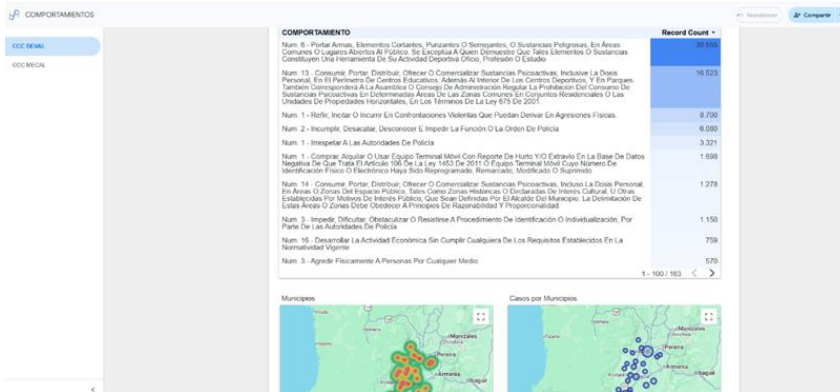 COMPORTAMIENTOS
Restablecer
Compartir
CCC DEVAL
CCC MECAL
COMPORTAMIENTO Record Count
Num. 6 - Portar Armas, Elementos Cortantes, Punzantes O Semejantes, O Sustancias Peligrosas, En Áreas 30.555
Comunes O Lugares Abiertos Al Público. Se Exceptúa A Quien Demuestre Que Tales Elementos O Sustancias
Constituyen Una Herramienta De Su Actividad Deportiva Oficio, Profesión O Estudio
Num. 13 - Consumir, Portar, Distribuir, Ofrecer O Comercializar Sustancias Psicoactivas, Inclusive La Dosis 16.523
Personal, En El Perímetro De Centros Educativos; Además Al Interior De Los Centros Deportivos, Y En Parques.
También Corresponderá A La Asamblea O Consejo De Administración Regular La Prohibición Del Consumo De
Sustancias Psicoactivas En Determinadas Áreas De Las Zonas Comunes En Conjuntos Residenciales O Las
Unidades De Propiedades Horizontales, En Los Términos De La Ley 675 De 2001.
Num. 1 - Reñir, Incitar O Incurrir En Confrontaciones Violentas Que Puedan Derivar En Agresiones Físicas. 8.700
Num. 2 - Incumplir, Desacatar, Desconocer E Impedir La Función O La Orden De Policía 6.080
Num. 1 - Irrespetar A Las Autoridades De Policía 3.321
Num. 1 - Comprar, Alquilar O Usar Equipo Terminal Móvil Con Reporte De Hurto Y/O Extravío En La Base De Datos 1.698
Negativa De Que Trata El Artículo 106 De La Ley 1453 De 2011 O Equipo Terminal Móvil Cuyo Número De
Identificación Físico O Electrónico Haya Sido Reprogramado, Remarcado, Modificado O Suprimido
Num. 14 - Consumir, Portar, Distribuir, Ofrecer O Comercializar Sustancias Psicoactivas, Incluso La Dosis Personal, 1.278
En Áreas O Zonas Del Espacio Público, Tales Como Zonas Históricas O Declaradas De Interés Cultural, U Otras
Establecidas Por Motivos De Interés Público, Que Sean Definidas Por El Alcalde Del Municipio. La Delimitación De
Estas Áreas O Zonas Debe Obedecer A Principios De Razonabilidad Y Proporcionalidad
Num. 3 - Impedir, Dificultar, Obstaculizar O Resistirse A Procedimiento De Identificación O Individualización, Por 1.150
Parte De Las Autoridades De Policía
Num. 16 - Desarrollar La Actividad Económica Sin Cumplir Cualquiera De Los Requisitos Establecidos En La 759
Normatividad Vigente
Num. 3 - Agredir Físicamente A Personas Por Cualquier Medio 570
1 - 100 / 163
Municipios Casos por Municipios
Manizales Manizales
Pereira Pereira
Armenia Armenia
Ibagué Ibagué